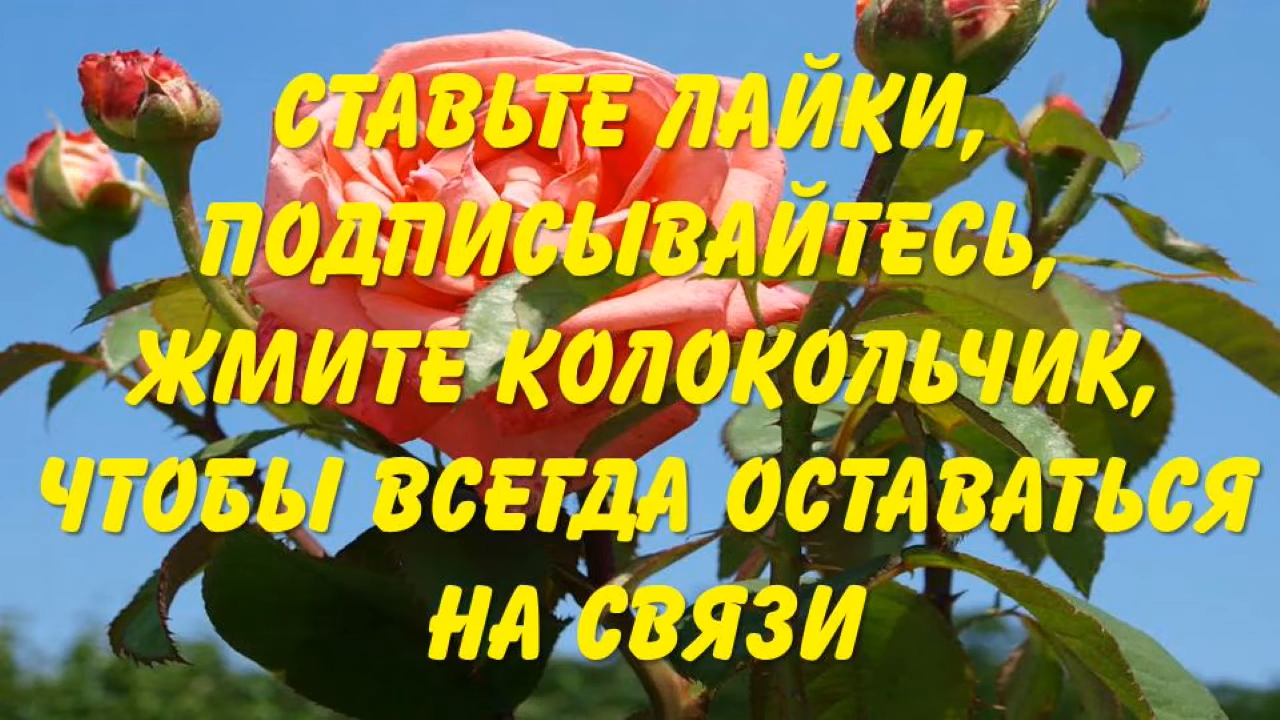 СТАВЬТЕ ЛАЙКИ,
ПОДПИСЫВАЙТЕСЬ,
ЖМИТЕ КОЛОКОЛЬЧИК,
ЧТОБЫ ВСЕГДА ОСТАВАТЬСЯ
НА СВЯЗИ